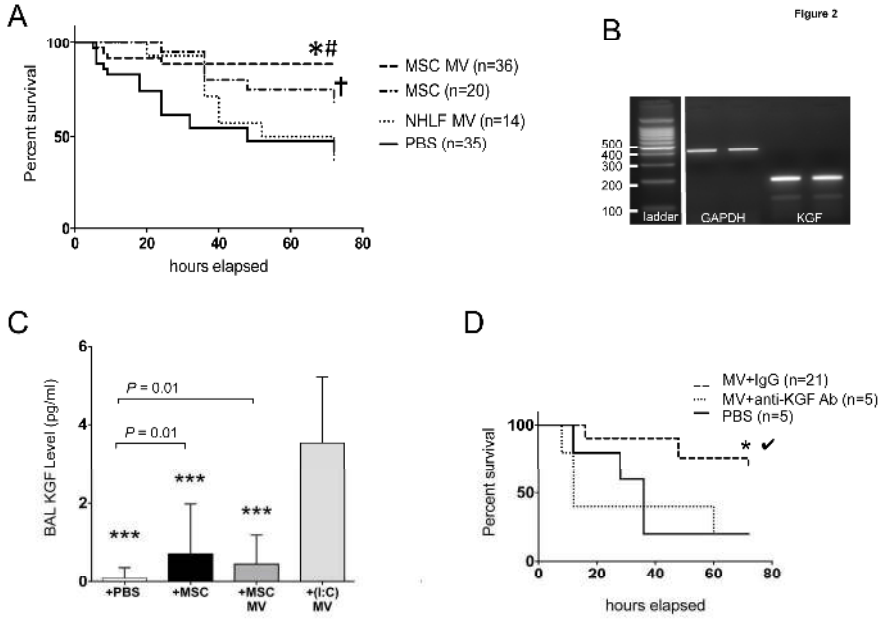 Figure 2
A
Percent survival
100
50
0
0 20 40 60 80
hours elapsed
*#
†
MSC MV (n=36)
MSC (n=20)
NHLF MV (n=14)
PBS (n=35)
B
500
400
300
200
100
ladder GAPDH KGF
C
BAL KGF Level (pg/ml)
6
4
2
0
P = 0.01
P = 0.01
*** *** ***
+PBS +MSC +MSC MV +(I:C) MV
D
MV+IgG (n=21)
MV+anti-KGF Ab (n=5)
PBS (n=5)
Percent survival
100
50
0
* ✔
0 20 40 60 80
hours elapsed